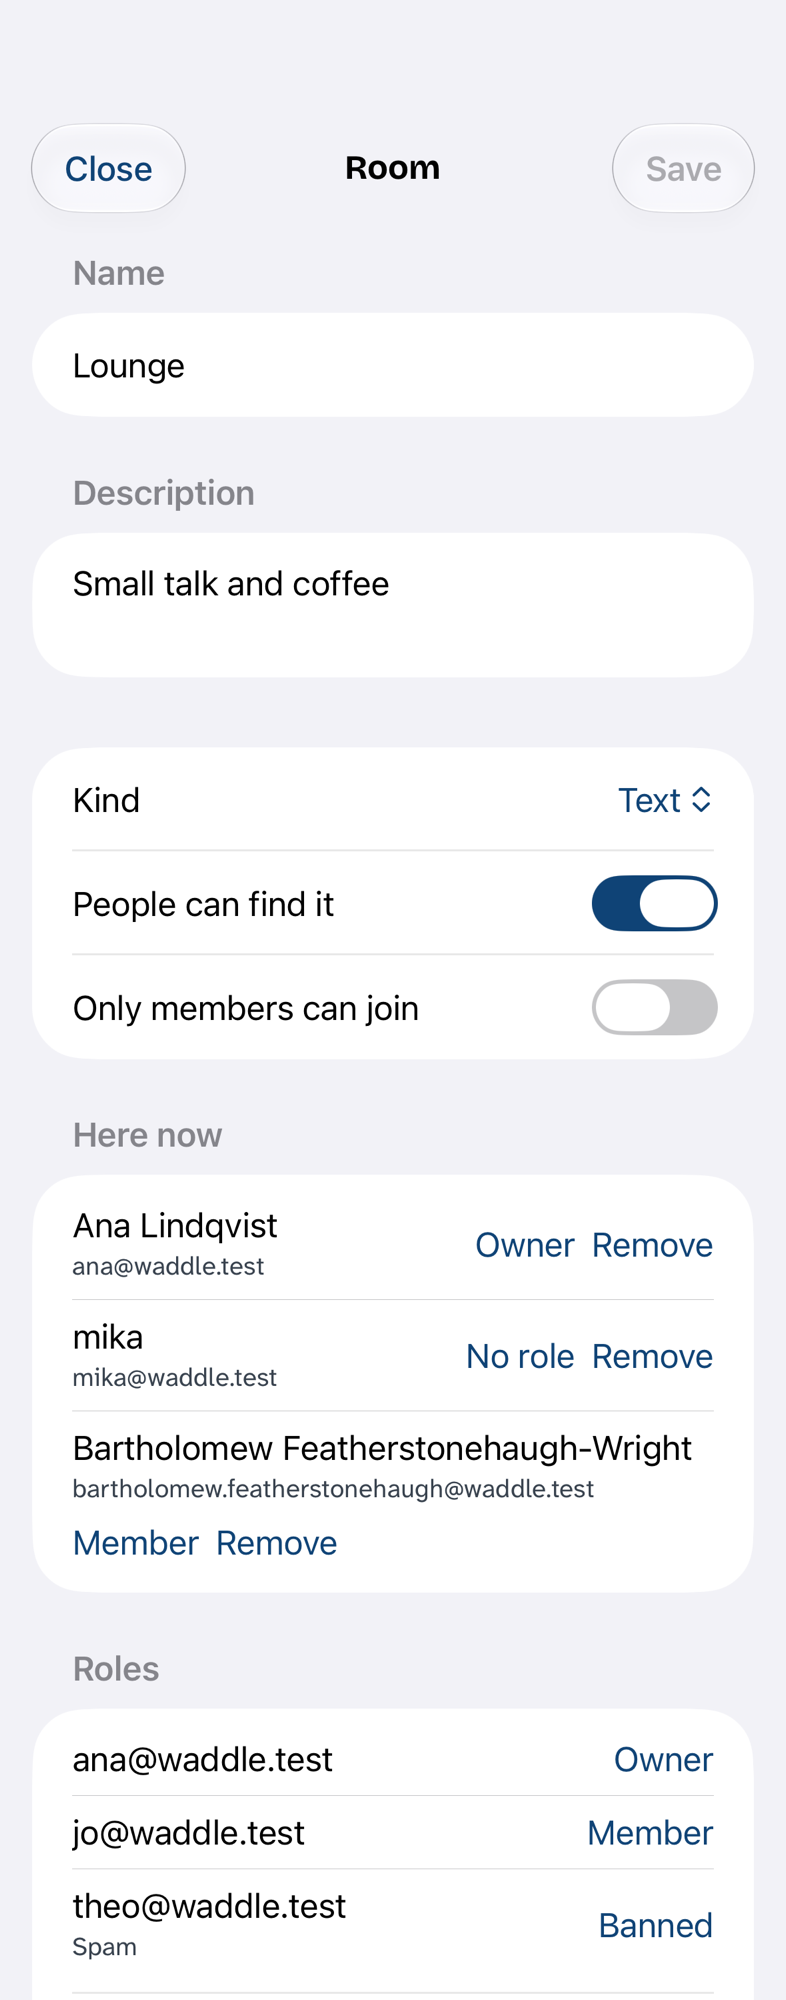 Close Room Save
Name
Lounge
Description
Small talk and coffee
Kind Text
People can find it
Only members can join
Here now
Ana Lindqvist
ana@waddle.test
Owner Remove
mika
mika@waddle.test
No role Remove
Bartholomew Featherstonehaugh-Wright
bartholomew.featherstonehaugh@waddle.test
Member Remove
Roles
ana@waddle.test Owner
jo@waddle.test Member
theo@waddle.test
Spam
Banned